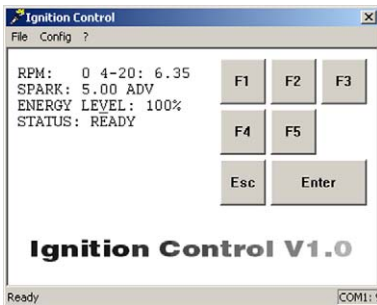 Ignition Control
File Config ?
RPM: 0 4-20: 6.35
SPARK: 5.00 ADV
ENERGY LEVEL: 100%
STATUS: READY
F1 F2 F3
F4 F5
Esc Enter
Ignition Control V1.0
Ready COM1: